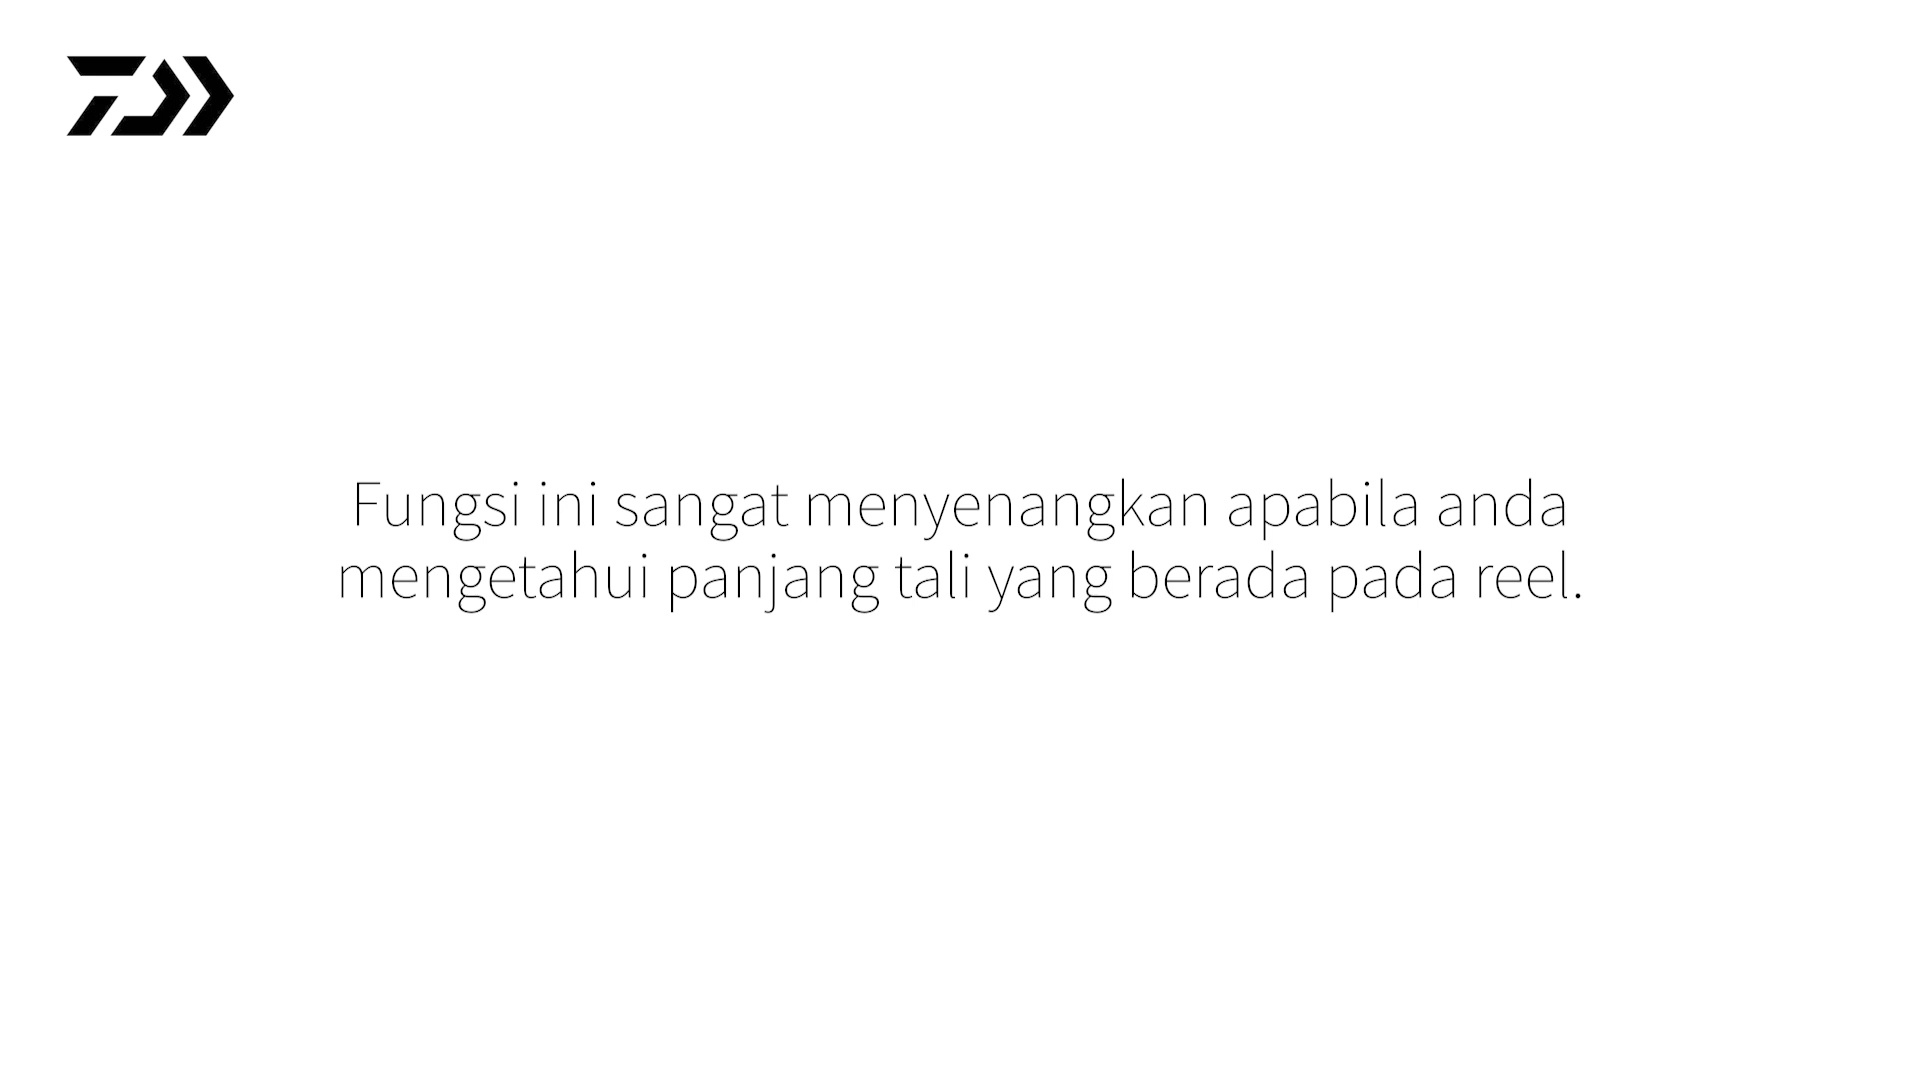 Fungsi ini sangat menyenangkan apabila anda
mengetahui panjang tali yang berada pada reel.